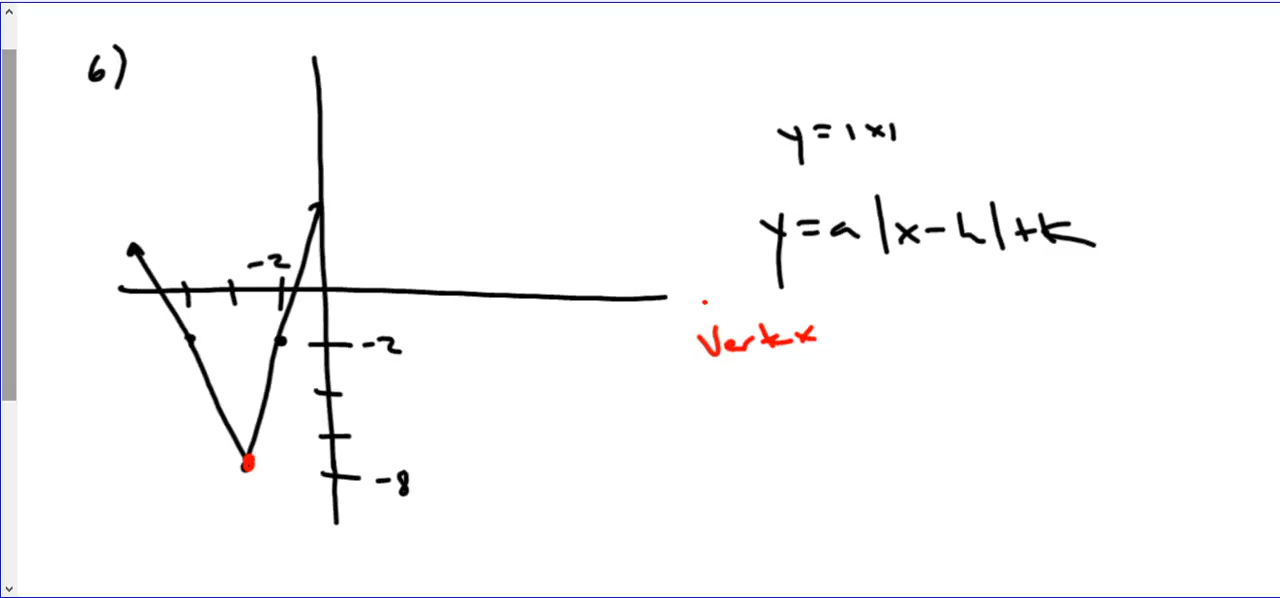 6)
y = |x|
y = a |x - h| + k
-2
-2
vertex
-8